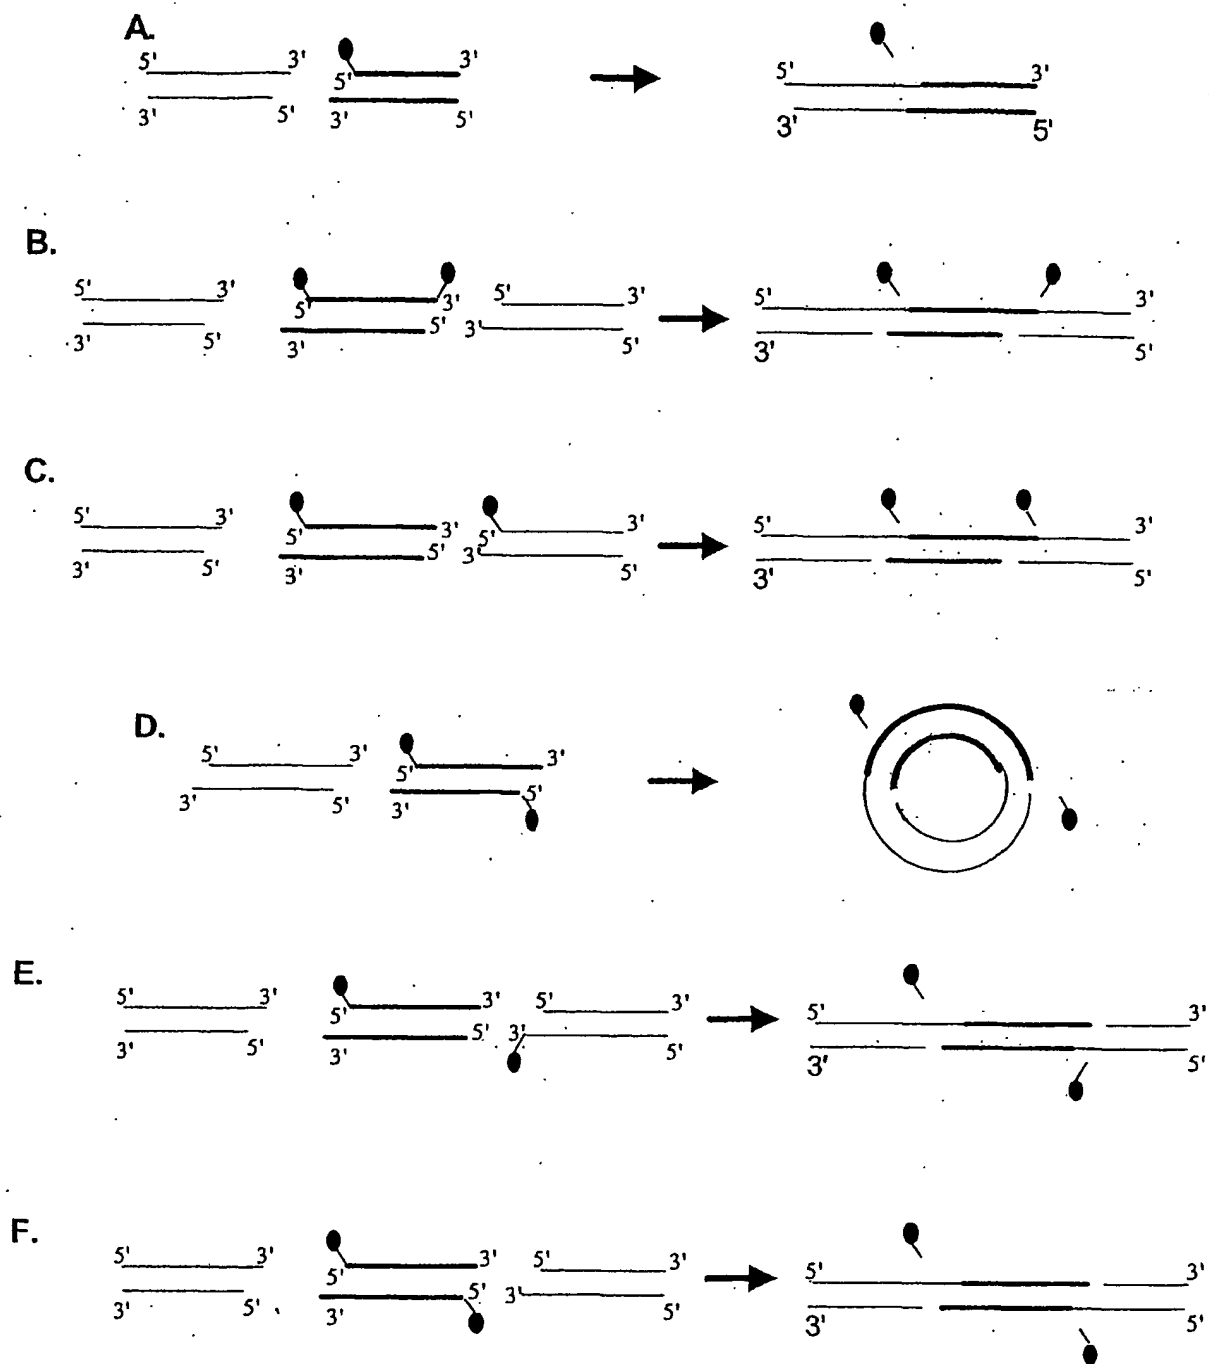 A.
5' 3' 5' 3' 5' 3'
3' 5' 3' 5' 3' 5'
B.
5' 3' 5' 3' 5' 3' 5' 3'
3' 5' 3' 5' 3' 5' 3' 5'
C.
5' 3' 5' 3' 5' 3' 5' 3'
3' 5' 3' 5' 3' 5' 3' 5'
D.
5' 3' 5' 3'
3' 5' 3' 5'
E.
5' 3' 5' 3' 5' 3' 5' 3'
3' 5' 3' 5' 3' 5' 3' 5'
F.
5' 3' 5' 3' 5' 3' 5' 3'
3' 5' 3' 5' 3' 5' 3' 5'